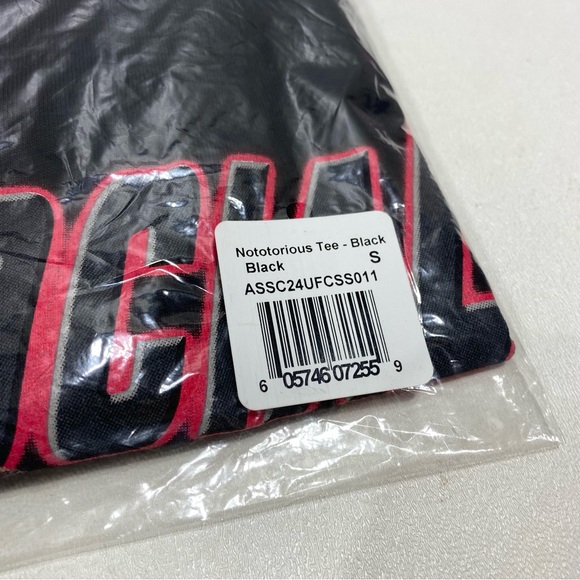 Nototorious Tee - Black
Black S
ASSC24UFCSS011
6 05746 07255 9